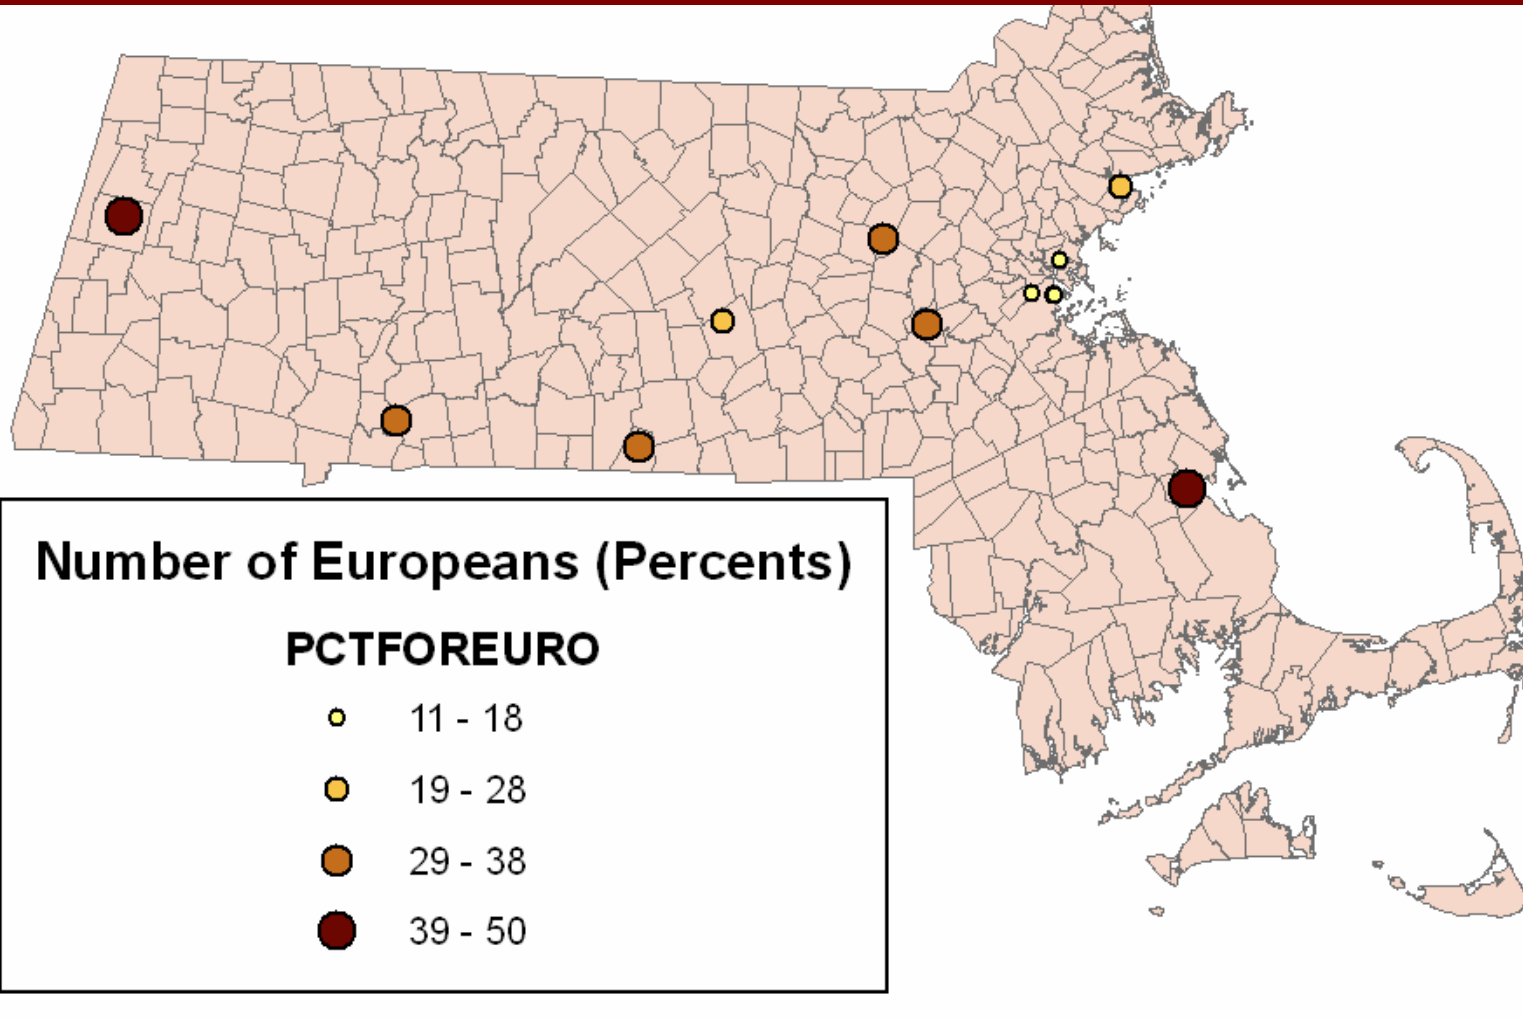 Number of Europeans (Percents)
PCTFOREURO
11 - 18
19 - 28
29 - 38
39 - 50